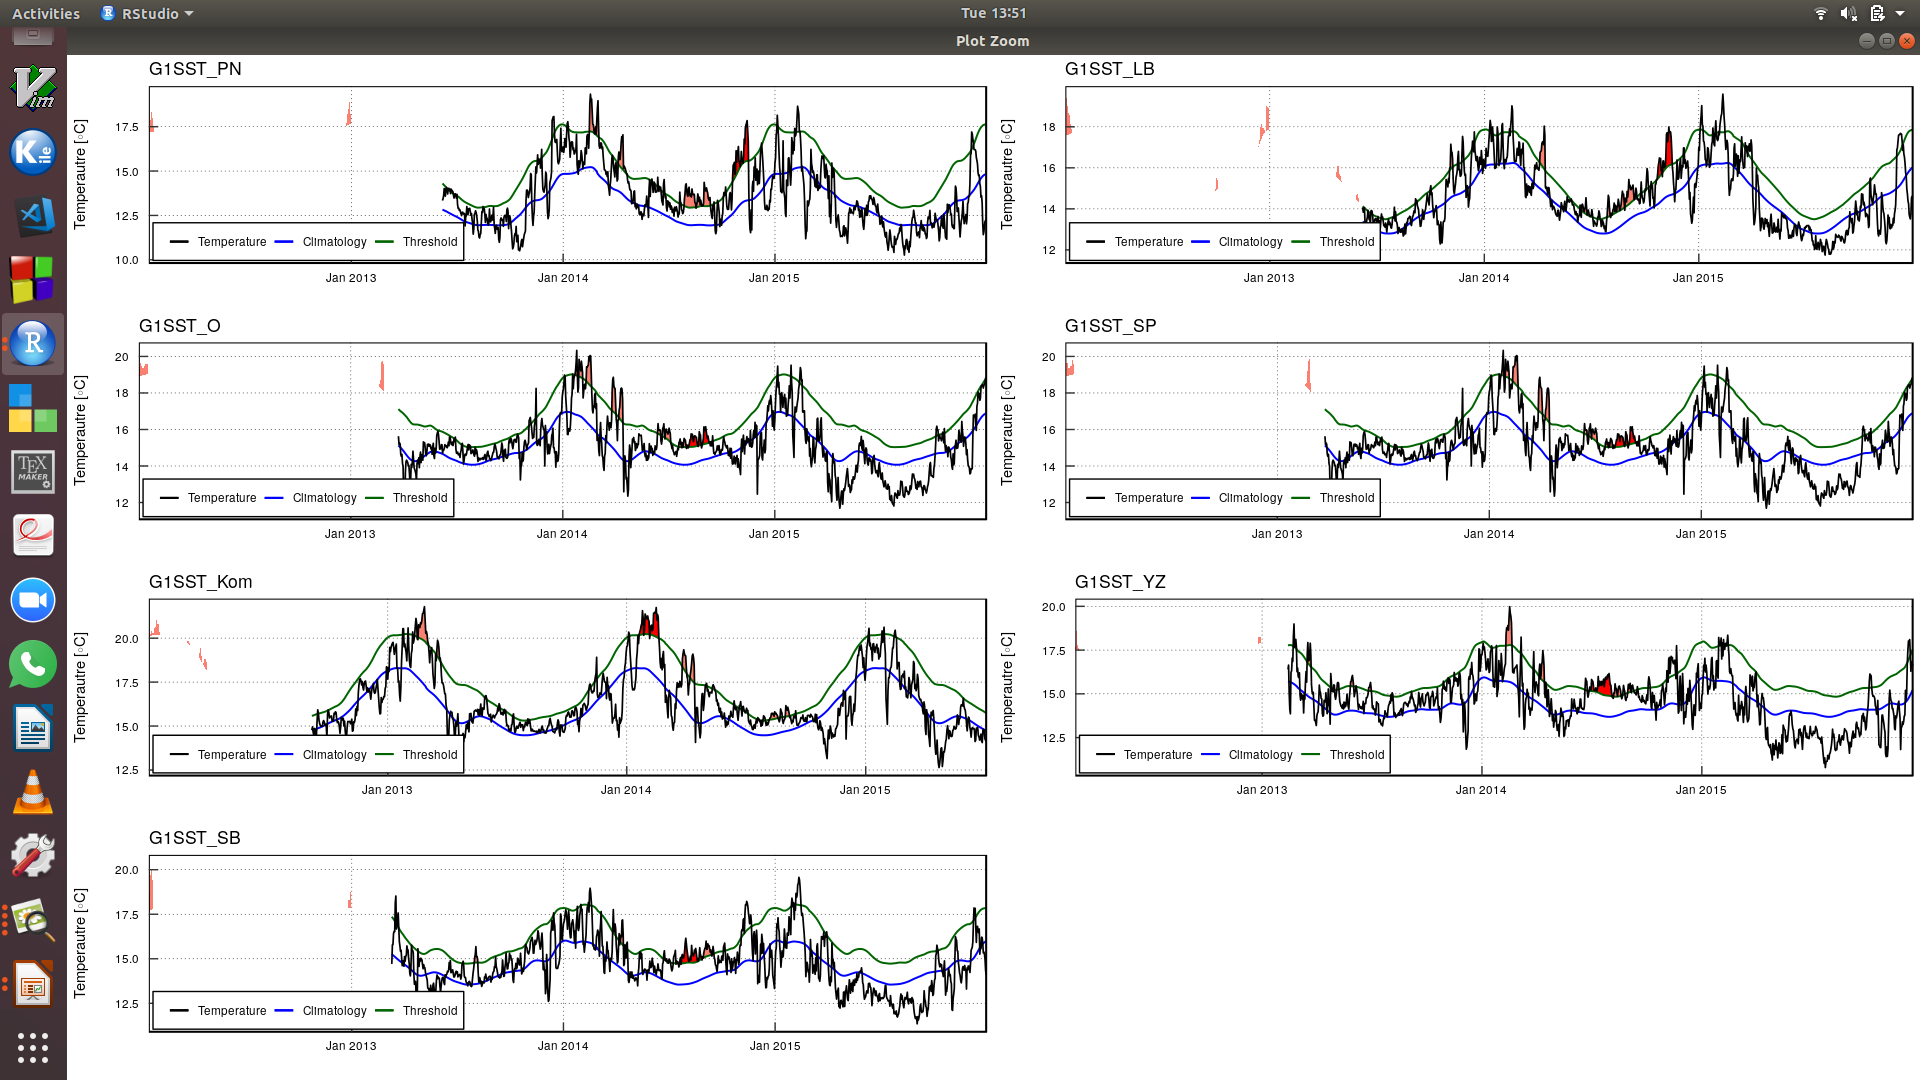 Activities RStudio Tue 13:51
Plot Zoom
G1SST_PN
Temperautre [◦C]
17.5
15.0
12.5
10.0
Temperature Climatology Threshold
Jan 2013 Jan 2014 Jan 2015
G1SST_LB
Temperautre [◦C]
18
16
14
12
Temperature Climatology Threshold
Jan 2013 Jan 2014 Jan 2015
G1SST_O
Temperautre [◦C]
20
18
16
14
12
Temperature Climatology Threshold
Jan 2013 Jan 2014 Jan 2015
G1SST_SP
Temperautre [◦C]
20
18
16
14
12
Temperature Climatology Threshold
Jan 2013 Jan 2014 Jan 2015
G1SST_Kom
Temperautre [◦C]
20.0
17.5
15.0
12.5
Temperature Climatology Threshold
Jan 2013 Jan 2014 Jan 2015
G1SST_YZ
Temperautre [◦C]
20.0
17.5
15.0
12.5
Temperature Climatology Threshold
Jan 2013 Jan 2014 Jan 2015
G1SST_SB
Temperautre [◦C]
20.0
17.5
15.0
12.5
Temperature Climatology Threshold
Jan 2013 Jan 2014 Jan 2015
Vim
Kile
R
TEX
MAKER